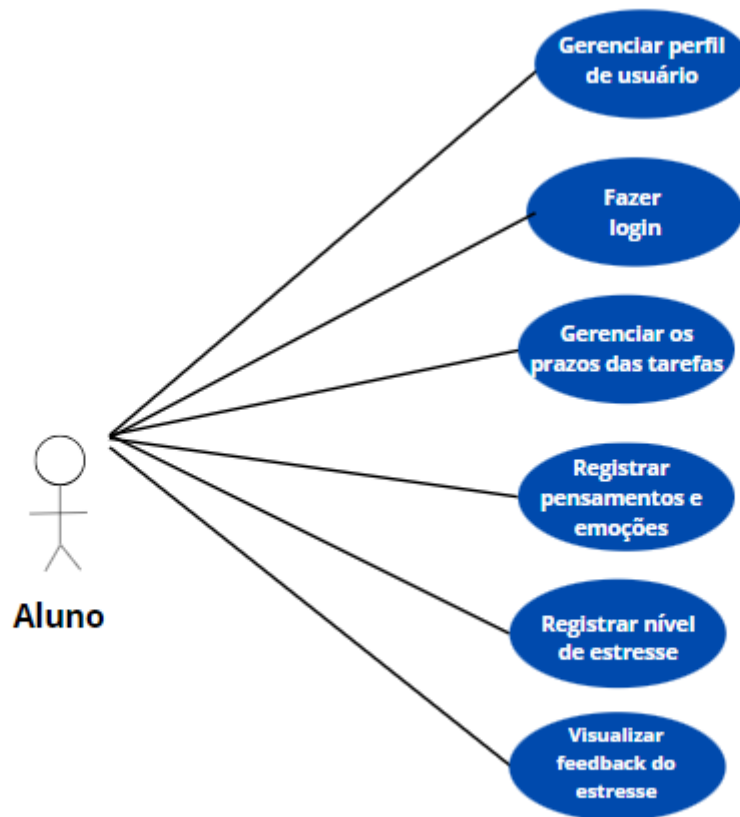 Gerenciar perfil
de usuário
Fazer
login
Gerenciar os
prazos das tarefas
Registrar
pensamentos e
emoções
Aluno
Registrar nível
de estresse
Visualizar
feedback do
estresse